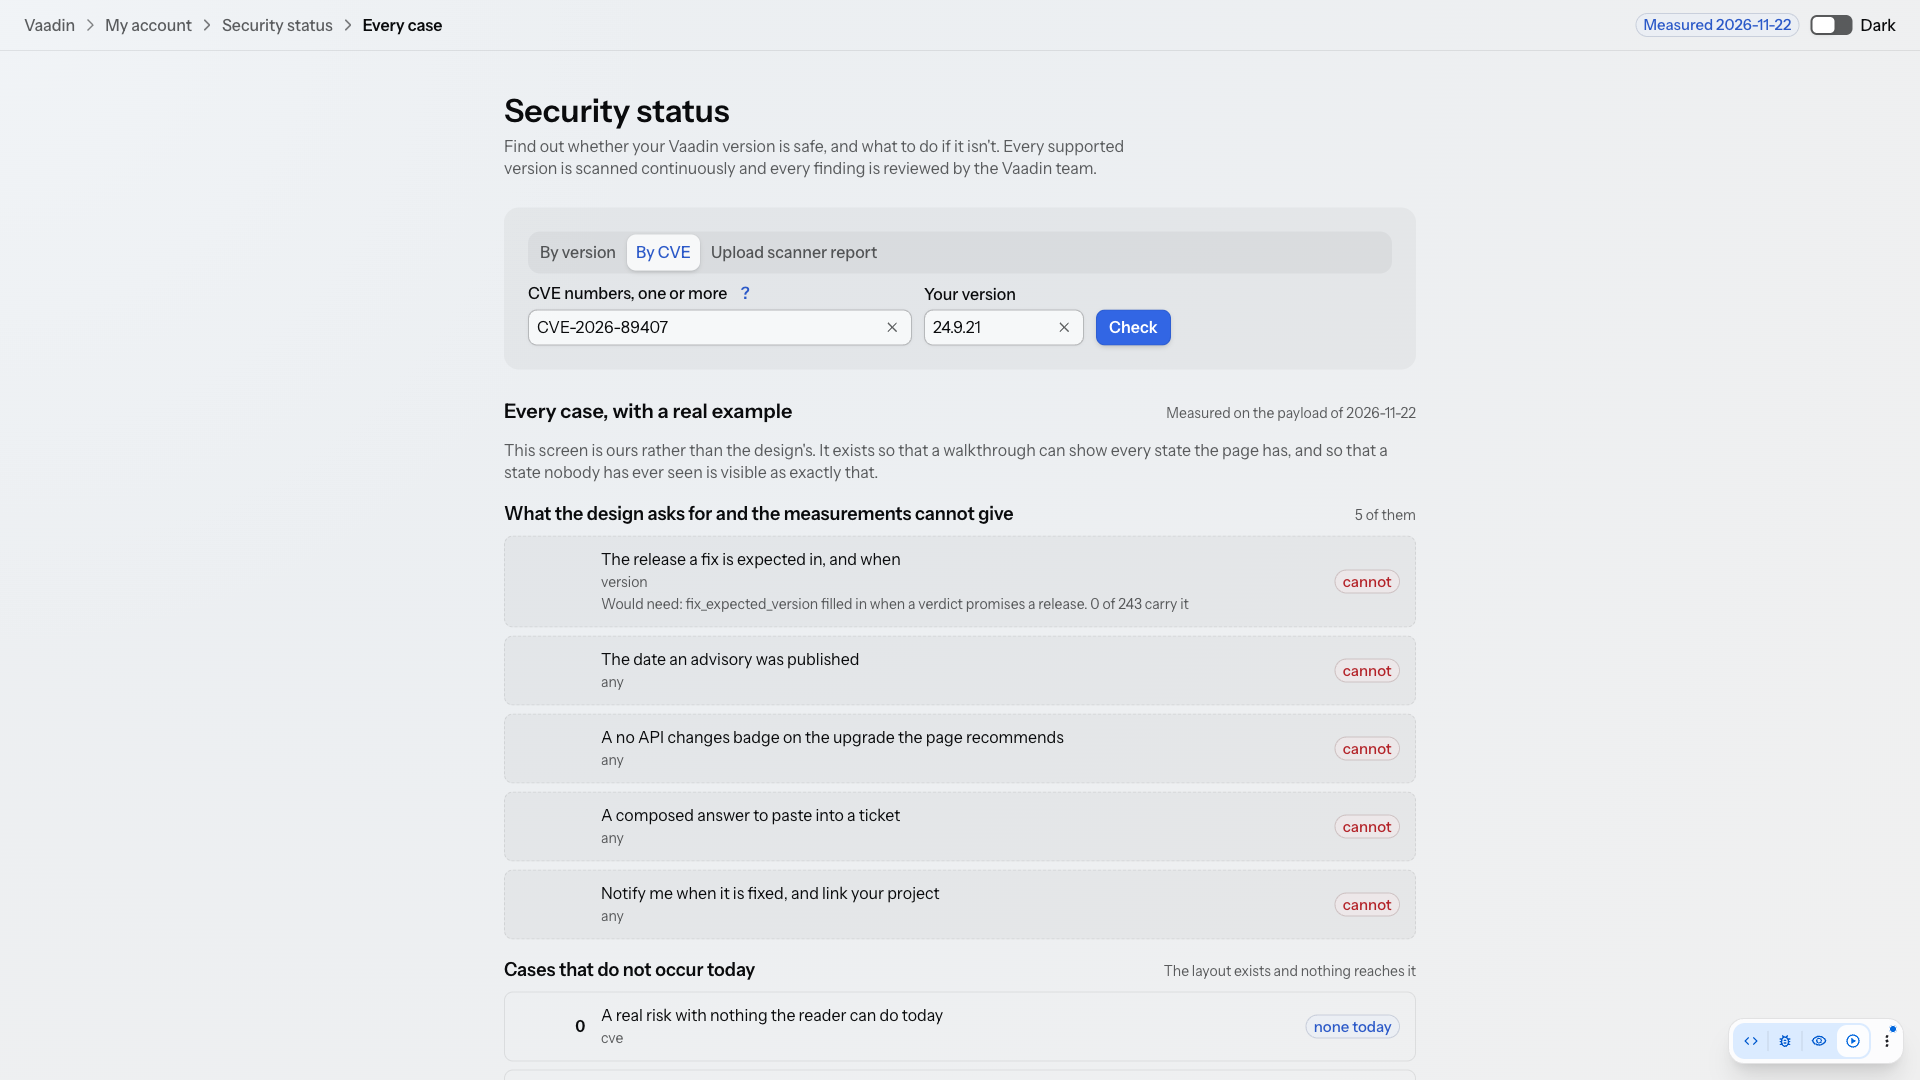 Vaadin > My account > Security status > Every case
Measured 2026-11-22
Dark
Security status
Find out whether your Vaadin version is safe, and what to do if it isn't. Every supported
version is scanned continuously and every finding is reviewed by the Vaadin team.
By version By CVE Upload scanner report
CVE numbers, one or more ?
Your version
CVE-2026-89407
24.9.21
Check
Every case, with a real example
Measured on the payload of 2026-11-22
This screen is ours rather than the design's. It exists so that a walkthrough can show every state the page has, and so that a
state nobody has ever seen is visible as exactly that.
What the design asks for and the measurements cannot give
5 of them
The release a fix is expected in, and when
version
Would need: fix_expected_version filled in when a verdict promises a release. 0 of 243 carry it
cannot
The date an advisory was published
any
cannot
A no API changes badge on the upgrade the page recommends
any
cannot
A composed answer to paste into a ticket
any
cannot
Notify me when it is fixed, and link your project
any
cannot
Cases that do not occur today
The layout exists and nothing reaches it
0
A real risk with nothing the reader can do today
cve
none today